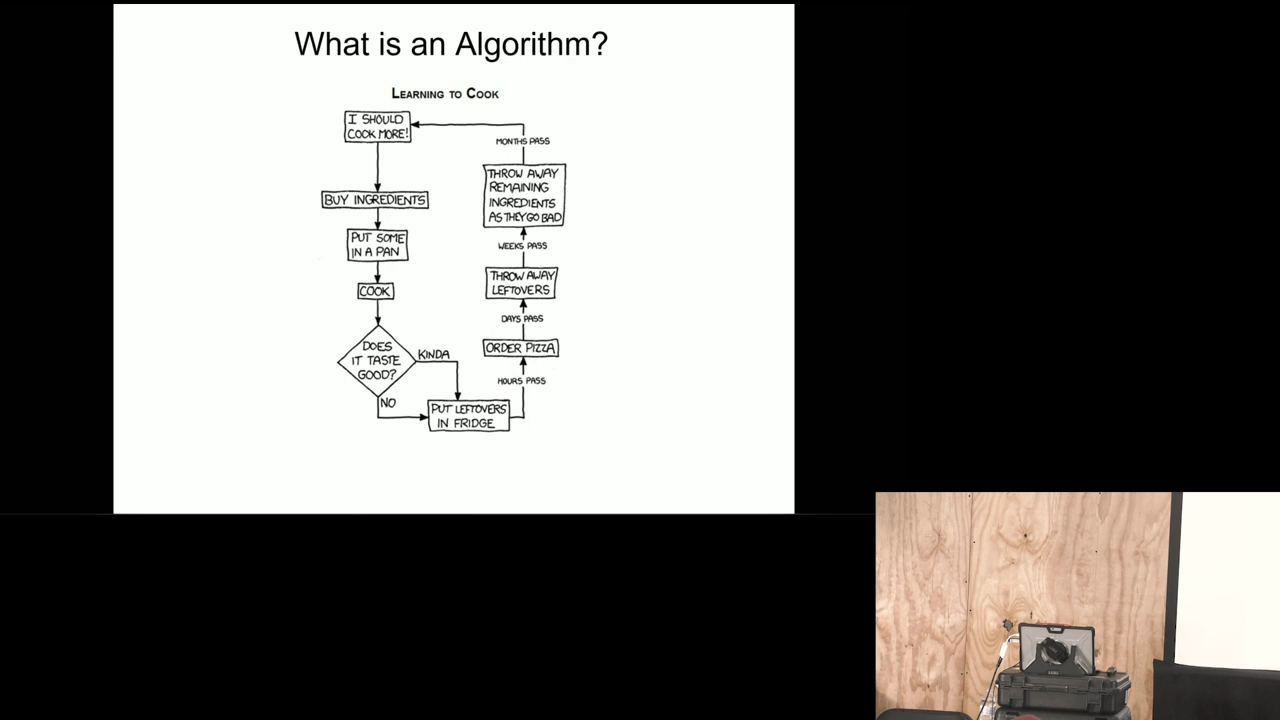 What is an Algorithm?
LEARNING TO COOK
I SHOULD
COOK MORE!
BUY INGREDIENTS
PUT SOME
IN A PAN
COOK
DOES
IT TASTE
GOOD?
KINDA
NO
PUT LEFTOVERS
IN FRIDGE
HOURS PASS
ORDER PIZZA
DAYS PASS
THROW AWAY
LEFTOVERS
WEEKS PASS
THROW AWAY
REMAINING
INGREDIENTS
AS THEY GO BAD
MONTHS PASS